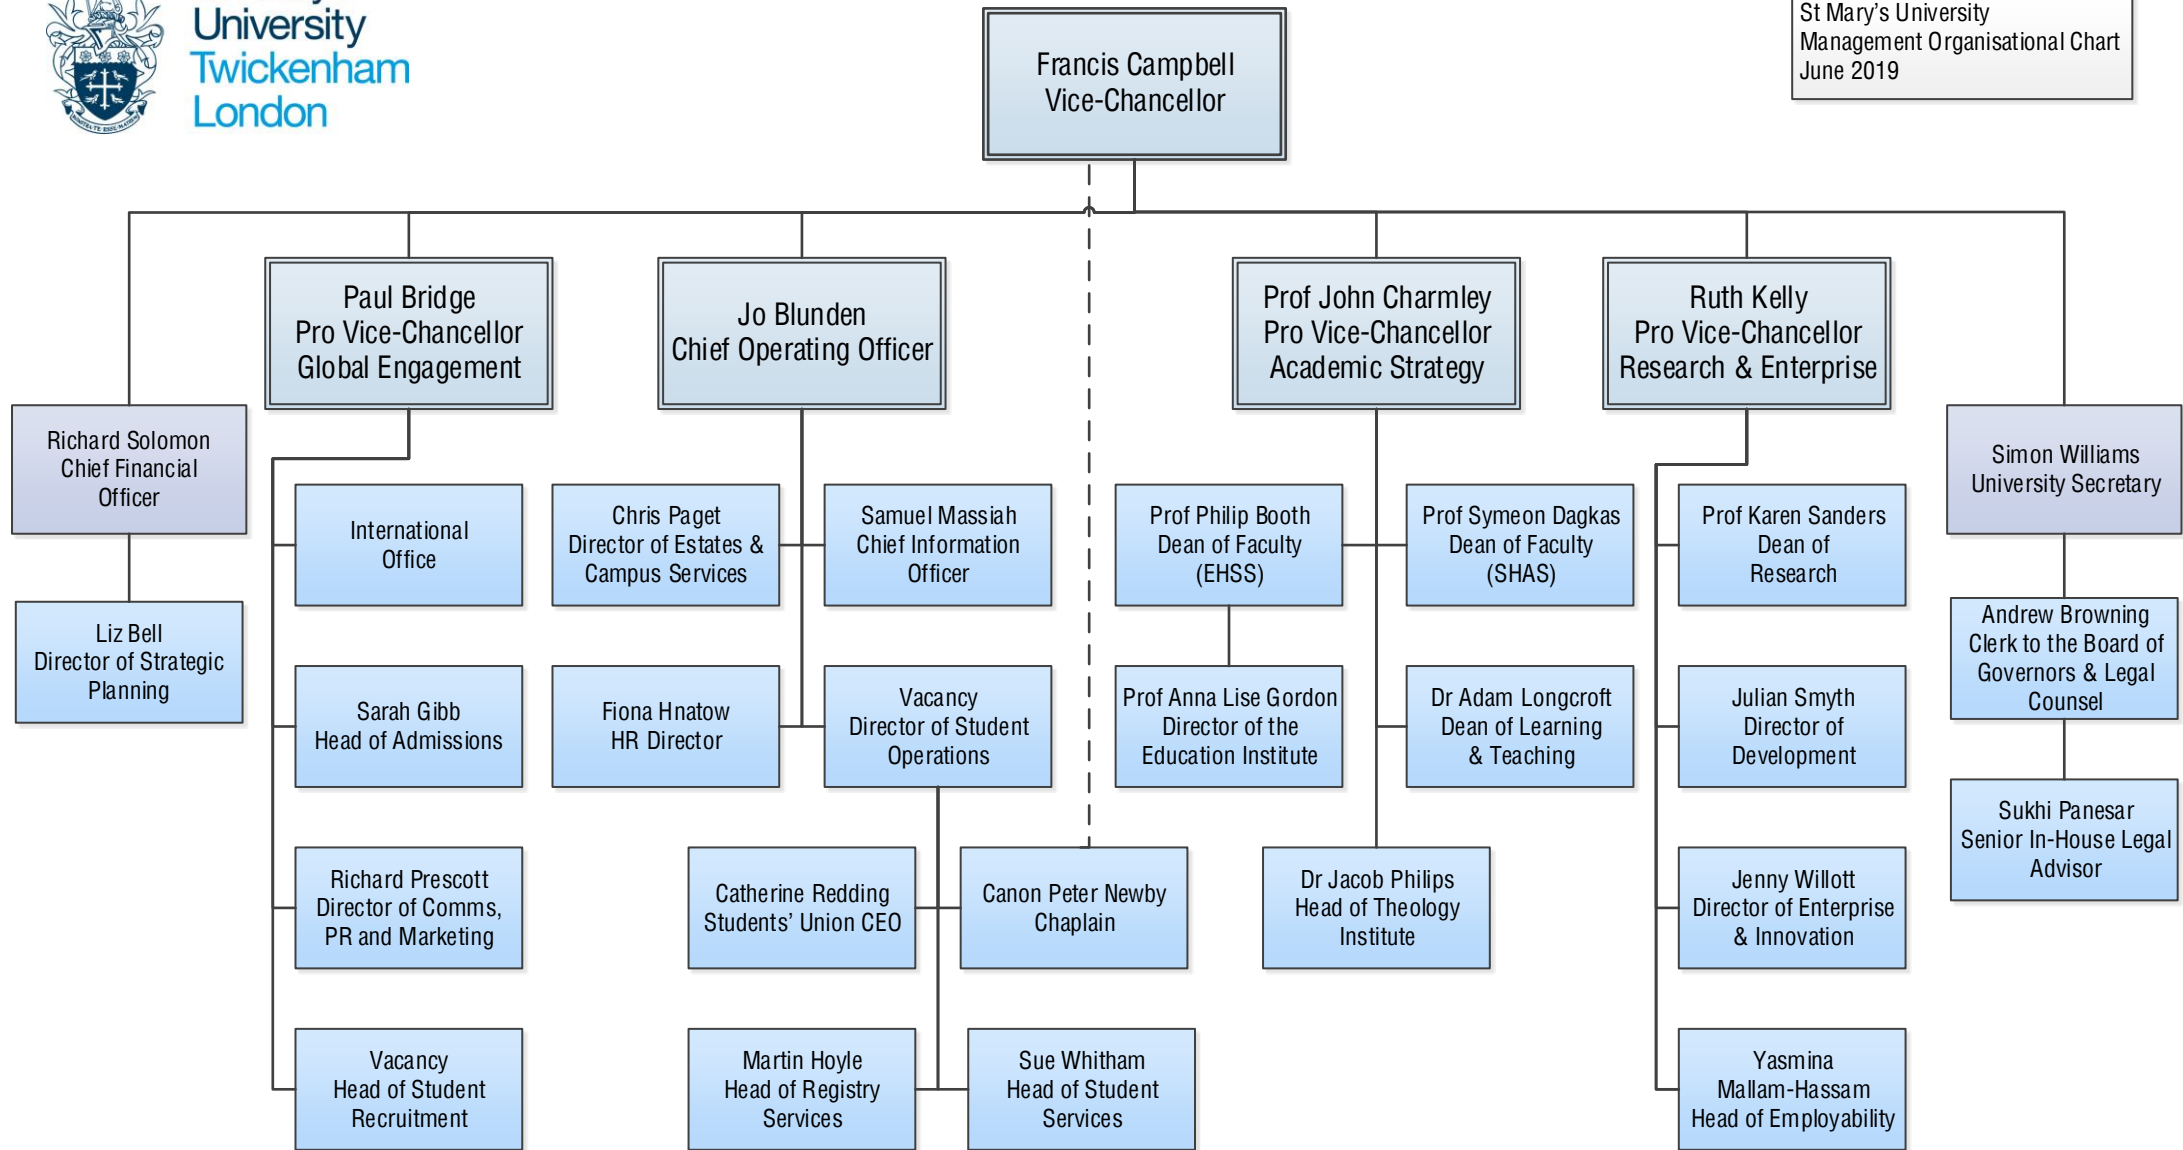 University
Twickenham
London
St Mary's University
Management Organisational Chart
June 2019
Francis Campbell
Vice-Chancellor
Paul Bridge
Pro Vice-Chancellor
Global Engagement
Jo Blunden
Chief Operating Officer
Prof John Charmley
Pro Vice-Chancellor
Academic Strategy
Ruth Kelly
Pro Vice-Chancellor
Research & Enterprise
Richard Solomon
Chief Financial
Officer
Simon Williams
University Secretary
International
Office
Chris Paget
Director of Estates &
Campus Services
Samuel Massiah
Chief Information
Officer
Prof Philip Booth
Dean of Faculty
(EHSS)
Prof Symeon Dagkas
Dean of Faculty
(SHAS)
Prof Karen Sanders
Dean of
Research
Liz Bell
Director of Strategic
Planning
Andrew Browning
Clerk to the Board of
Governors & Legal
Counsel
Sarah Gibb
Head of Admissions
Fiona Hnatow
HR Director
Vacancy
Director of Student
Operations
Prof Anna Lise Gordon
Director of the
Education Institute
Dr Adam Longcroft
Dean of Learning
& Teaching
Julian Smyth
Director of
Development
Sukhi Panesar
Senior In-House Legal
Advisor
Richard Prescott
Director of Comms,
PR and Marketing
Catherine Redding
Students' Union CEO
Canon Peter Newby
Chaplain
Dr Jacob Philips
Head of Theology
Institute
Jenny Willott
Director of Enterprise
& Innovation
Vacancy
Head of Student
Recruitment
Martin Hoyle
Head of Registry
Services
Sue Whitham
Head of Student
Services
Yasmina
Mallam-Hassam
Head of Employability